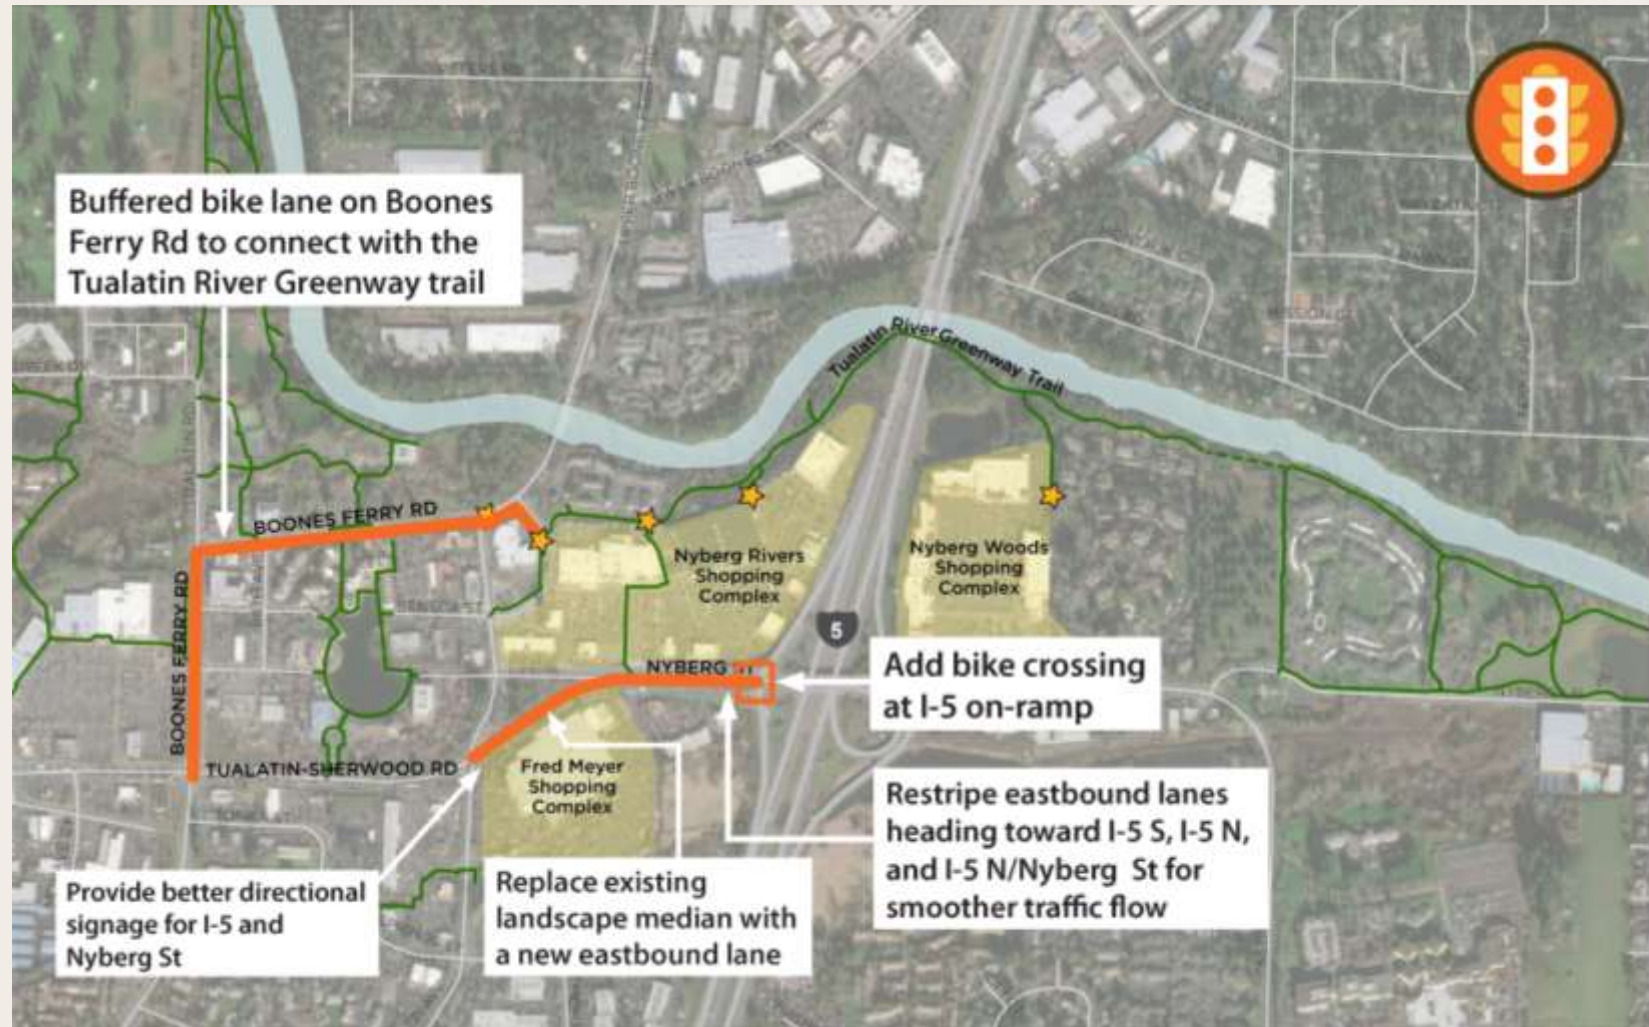 Buffered bike lane on Boones
Ferry Rd to connect with the
Tualatin River Greenway trail
Tualatin River Greenway Trail
BOONES FERRY RD
BOONES FERRY RD
Nyberg Rivers
Shopping
Complex
Nyberg Woods
Shopping
Complex
5
NYBERG ST
Add bike crossing
at I-5 on-ramp
TUALATIN-SHERWOOD RD
Fred Meyer
Shopping
Complex
Restripe eastbound lanes
heading toward I-5 S, I-5 N,
and I-5 N/Nyberg St for
smoother traffic flow
Provide better directional
signage for I-5 and
Nyberg St
Replace existing
landscape median with
a new eastbound lane